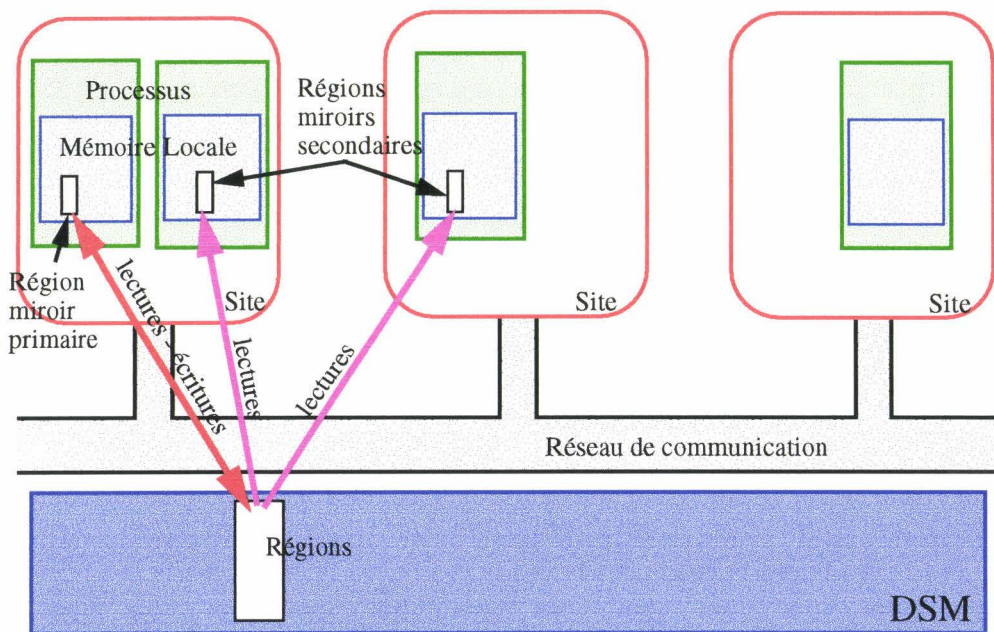 Processus
Mémoire Locale
Régions
miroirs
secondaires
Région
miroir
primaire
Site
Site
Site
lectures - écritures
lectures
lectures
Réseau de communication
Régions
DSM